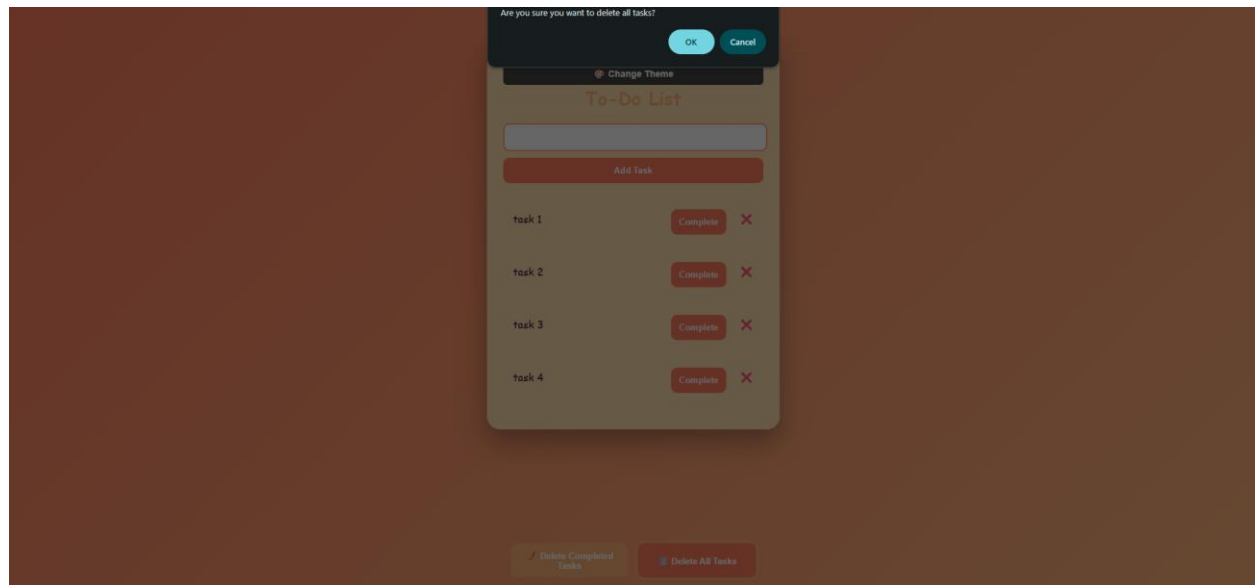 Are you sure you want to delete all tasks?
OK Cancel
Change Theme
To-Do List
Add Task
task 1 Complete
task 2 Complete
task 3 Complete
task 4 Complete
Delete Completed
Tasks
Delete All Tasks